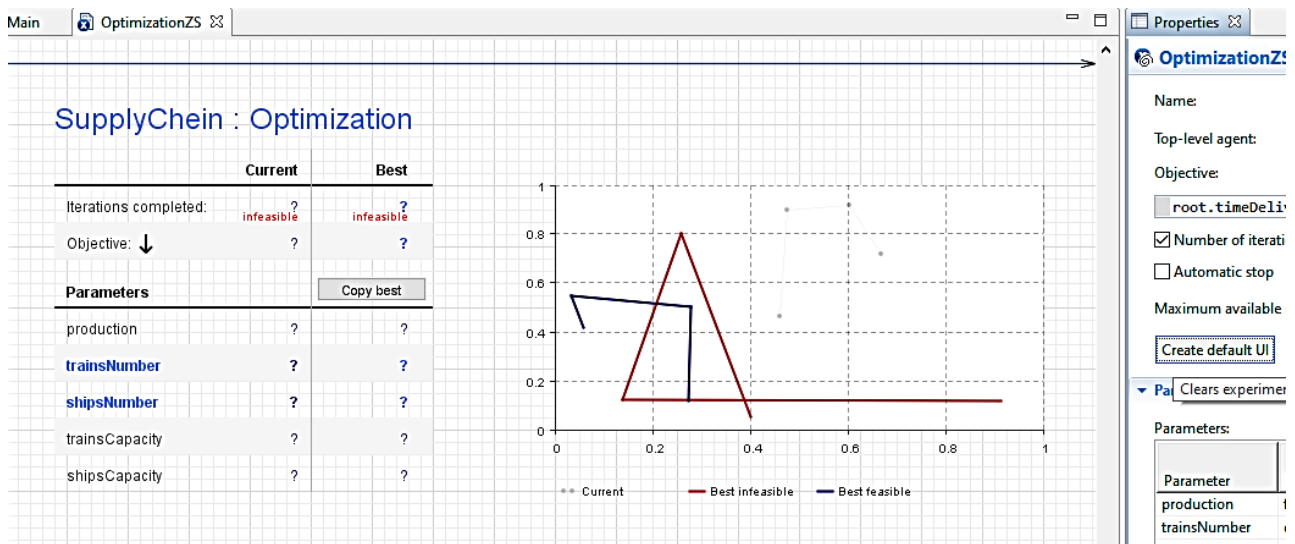 Main
OptimizationZS
Properties
OptimizationZS
SupplyChein : Optimization
Name:
Top-level agent:
Objective:
root.timeDeli
Number of iterati
Automatic stop
Maximum available
Create default UI
Clears experimer
Parameters:
Parameter
production
trainsNumber
Current Best
Iterations completed: ? ?
infeasible infeasible
Objective: ↓ ? ?
Parameters Copy best
production ? ?
trainsNumber ? ?
shipsNumber ? ?
trainsCapacity ? ?
shipsCapacity ? ?
1
0.8
0.6
0.4
0.2
0
0 0.2 0.4 0.6 0.8 1
Current Best infeasible Best feasible